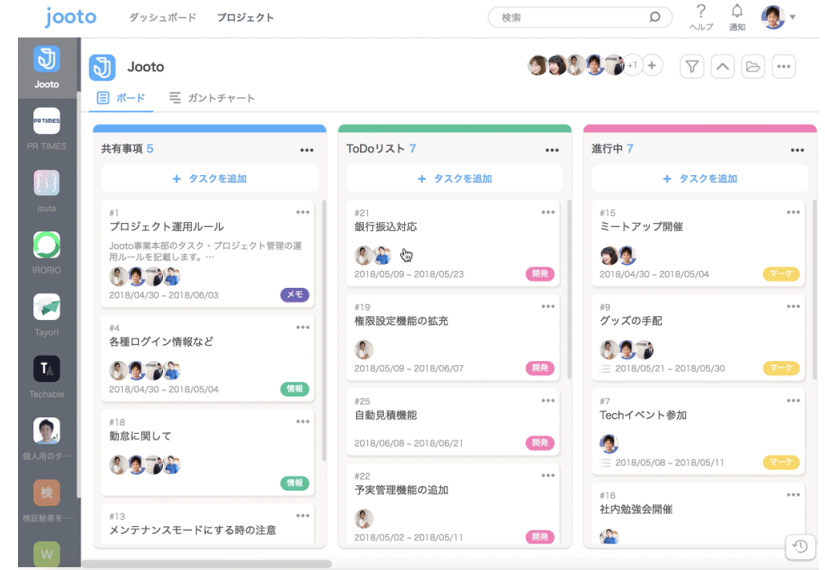 jooto
ダッシュボード
プロジェクト
検索
ヘルプ
通知
Jooto
PR TIMES
PR TIMES
isuta
IRORIO
Tayori
TA
Techable
個人用のタ…
検
検証結果を…
W
Jooto
+1
ボード
ガントチャート
共有事項 5
+ タスクを追加
#1
プロジェクト運用ルール
Jooto事業本部のタスク・プロジェクト管理の運
用ルールを記載します。…
2018/04/30 ~ 2018/06/03
メモ
#4
各種ログイン情報など
2018/04/30 ~ 2018/05/04
情報
#18
勤怠に関して
情報
#13
メンテナンスモードにする時の注意
ToDoリスト 7
+ タスクを追加
#21
銀行振込対応
2018/05/09 ~ 2018/05/23
開発
#19
権限設定機能の拡充
2018/05/09 ~ 2018/06/07
開発
#25
自動見積機能
2018/06/08 ~ 2018/06/21
開発
#22
予実管理機能の追加
2018/05/02 ~ 2018/05/11
開発
進行中 7
+ タスクを追加
#15
ミートアップ開催
2018/04/30 ~ 2018/05/04
マーケ
#9
グッズの手配
2018/05/21 ~ 2018/05/30
マーケ
#7
Techイベント参加
2018/05/08 ~ 2018/05/11
マーケ
#16
社内勉強会開催